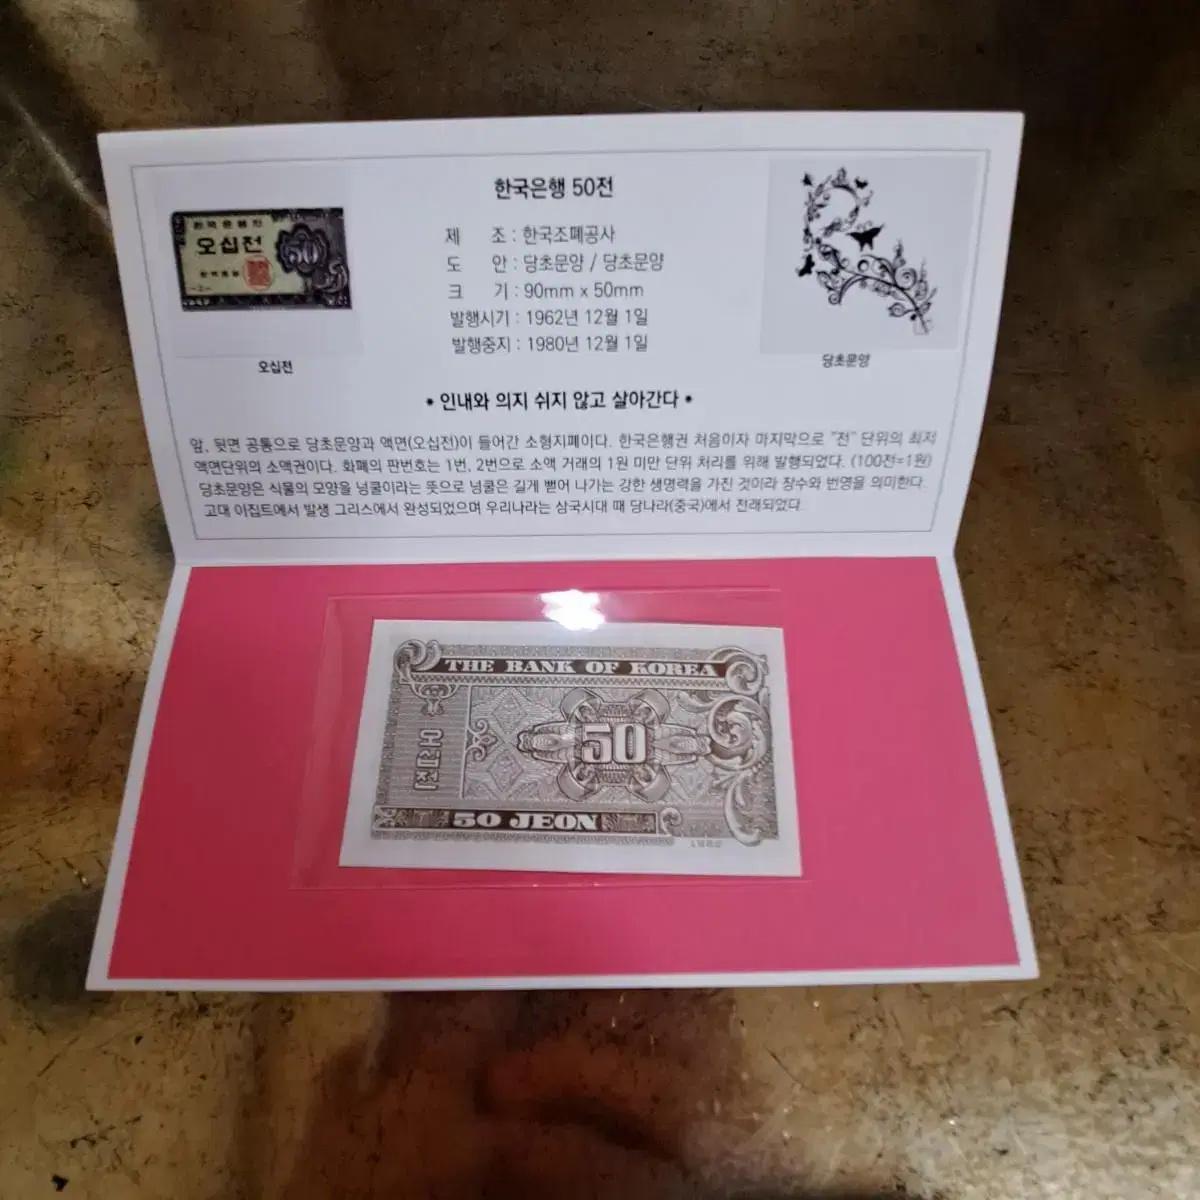 한국은행 50전
한국은행권
오십전
50
한국은행
오십전
제 조 : 한국조폐공사
도 안 : 당초문양 / 당초문양
크 기 : 90mm x 50mm
발행시기 : 1962년 12월 1일
발행중지 : 1980년 12월 1일
당초문양
• 인내와 의지 쉬지 않고 살아간다 •
앞, 뒷면 공통으로 당초문양과 액면(오십전)이 들어간 소형지폐이다. 한국은행권 처음이자 마지막으로 "전" 단위의 최저
액면단위의 소액권이다. 화폐의 판번호는 1번, 2번으로 소액 거래의 1원 미만 단위 처리를 위해 발행되었다. (100전=1원)
당초문양은 식물의 모양을 넝쿨이라는 뜻으로 넝쿨은 길게 뻗어 나가는 강한 생명력을 가진 것이라 장수와 번영을 의미한다.
고대 이집트에서 발생 그리스에서 완성되었으며 우리나라는 삼국시대 때 당나라(중국)에서 전래되었다.
THE BANK OF KOREA
오십전
50
50 JEON
1962